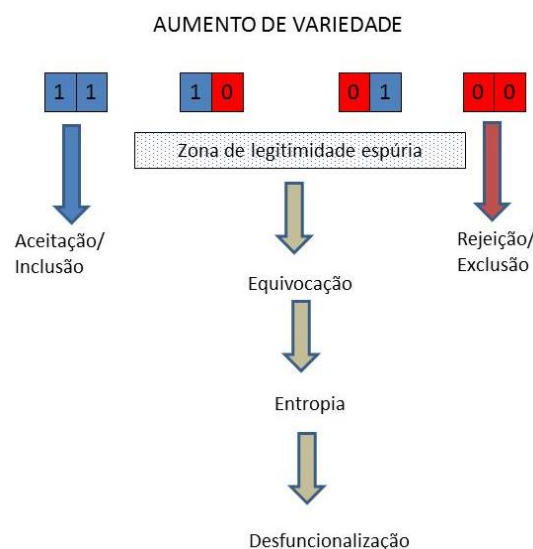 AUMENTO DE VARIEDADE
1 1 1 0 0 1 0 0
Zona de legitimidade espúria
Aceitação/
Inclusão
Rejeição/
Exclusão
Equivocação
Entropia
Desfuncionalização